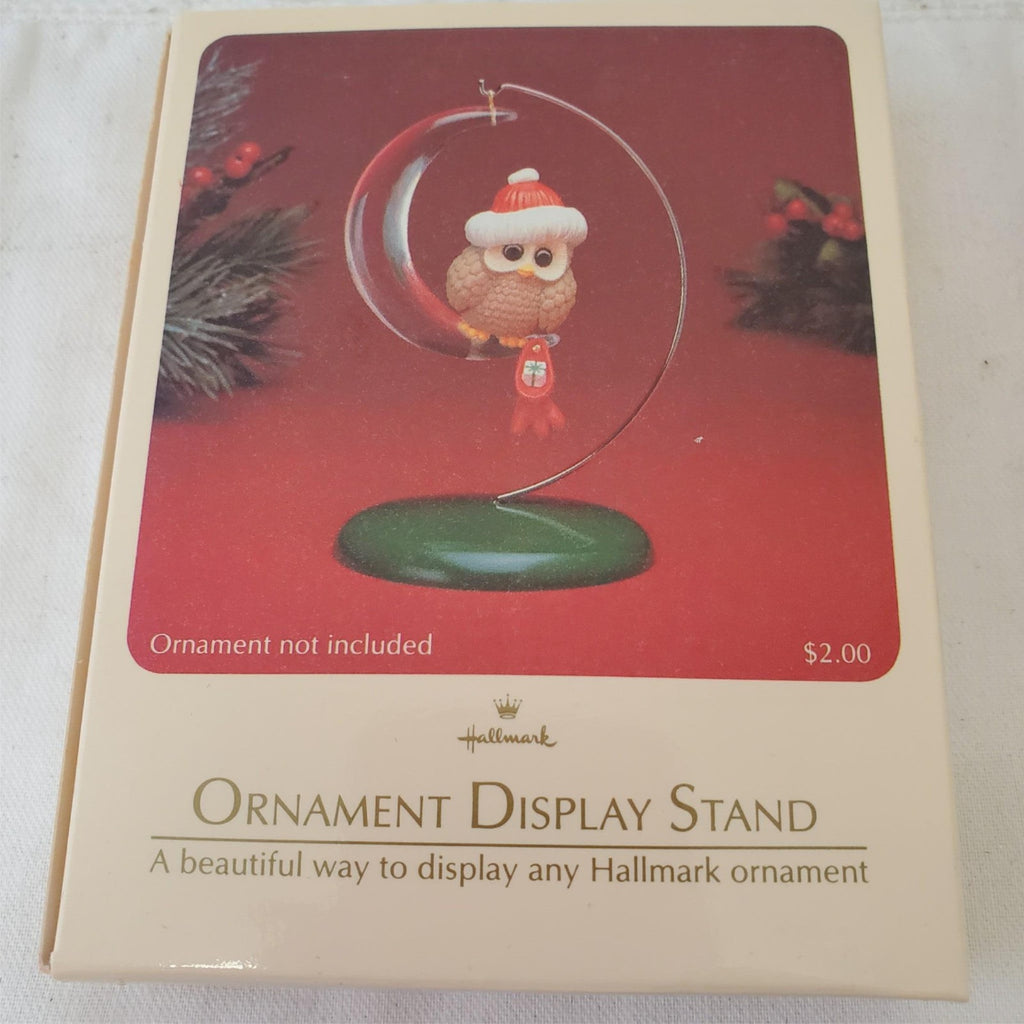 Ornament not included
$2.00
Hallmark
ORNAMENT DISPLAY STAND
A beautiful way to display any Hallmark ornament